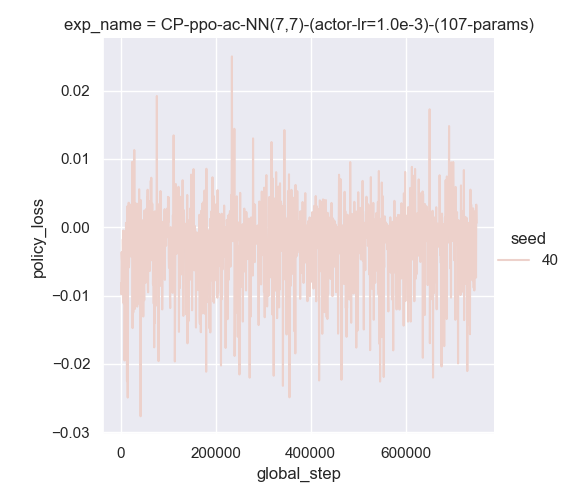 exp_name = CP-ppo-ac-NN(7,7)-(actor-lr=1.0e-3)-(107-params)
0.02
0.01
0.00
−0.01
−0.02
−0.03
policy_loss
0
200000
400000
600000
global_step
seed
40